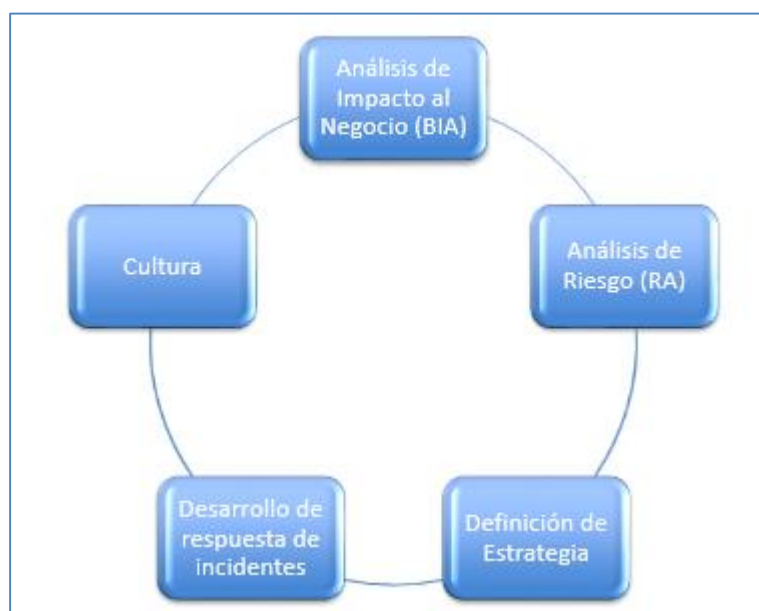 Análisis de
Impacto al
Negocio (BIA)
Análisis de
Riesgo (RA)
Definición de
Estrategia
Desarrollo de
respuesta de
incidentes
Cultura